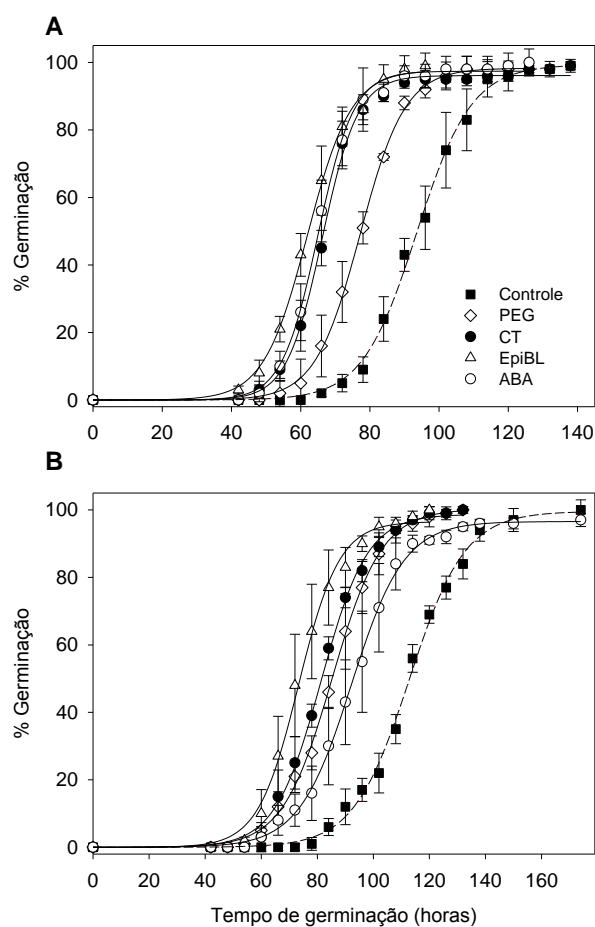 A
100
80
60
40
20
0
% Germinação
Controle
PEG
CT
EpiBL
ABA
0 20 40 60 80 100 120 140
B
100
80
60
40
20
0
% Germinação
0 20 40 60 80 100 120 140 160
Tempo de germinação (horas)